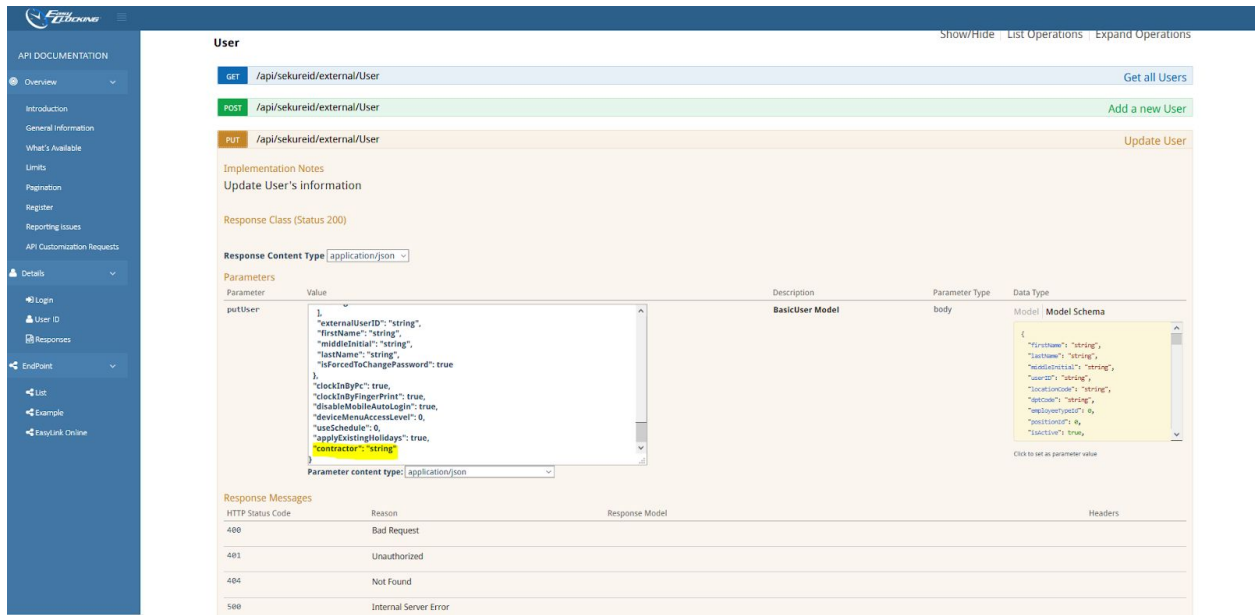 EASY CLOCKING
API DOCUMENTATION
Overview
Introduction
General Information
What's Available
Limits
Pagination
Register
Reporting issues
API Customization Requests
Details
Login
User ID
Responses
EndPoint
List
Example
EasyLink Online
Show/Hide List Operations Expand Operations
User
GET /api/sekureid/external/User Get all Users
POST /api/sekureid/external/User Add a new User
PUT /api/sekureid/external/User Update User
Implementation Notes
Update User's information
Response Class (Status 200)
Response Content Type application/json
Parameters
Parameter Value Description Parameter Type Data Type
putUser BasicUser Model body Model Model Schema
],
"externalUserID": "string",
"firstName": "string",
"middleInitial": "string",
"lastName": "string",
"isForcedToChangePassword": true
},
"clockInByPc": true,
"clockInByFingerPrint": true,
"disableMobileAutoLogin": true,
"deviceMenuAccessLevel": 0,
"useSchedule": 0,
"applyExistingHolidays": true,
"contractor": "string"
}
{
"firstName": "string",
"lastName": "string",
"middleInitial": "string",
"userID": "string",
"locationCode": "string",
"dptCode": "string",
"employeeTypeId": 0,
"positionId": 0,
"isActive": true,
Click to set as parameter value
Parameter content type: application/json
Response Messages
HTTP Status Code Reason Response Model Headers
400 Bad Request
401 Unauthorized
404 Not Found
500 Internal Server Error